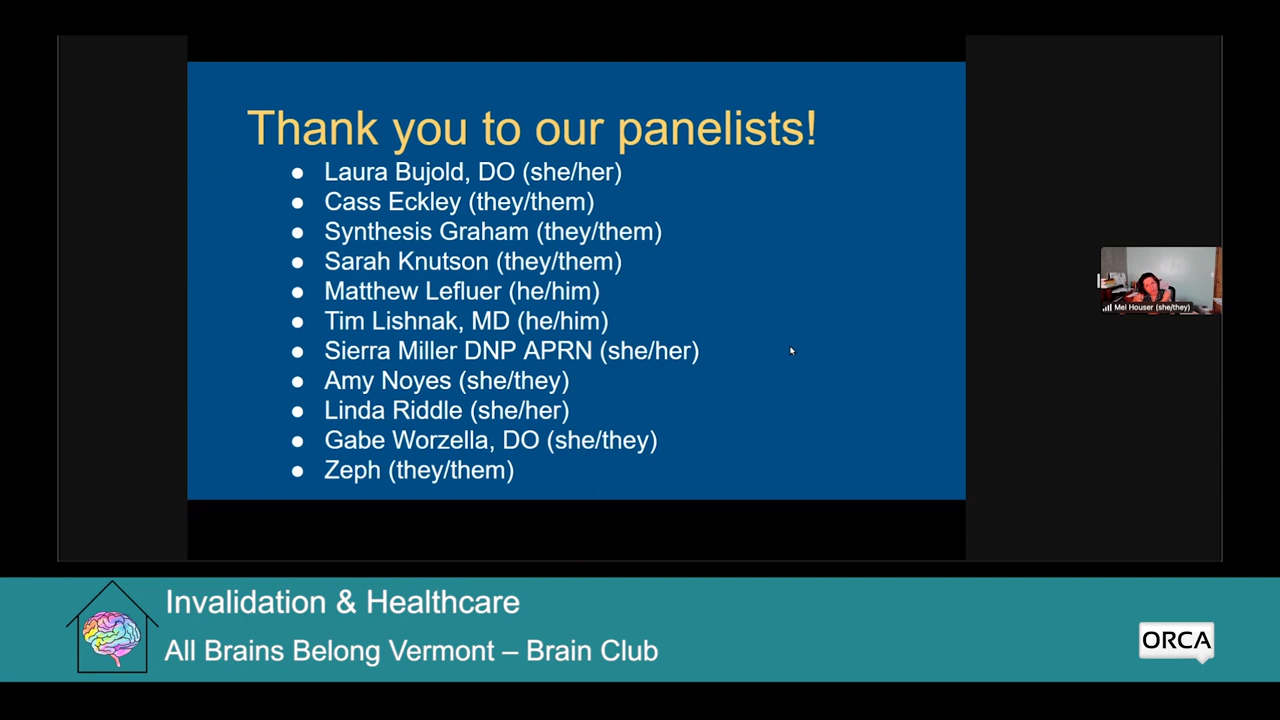 Thank you to our panelists!
● Laura Bujold, DO (she/her)
● Cass Eckley (they/them)
● Synthesis Graham (they/them)
● Sarah Knutson (they/them)
● Matthew Lefluer (he/him)
● Tim Lishnak, MD (he/him)
● Sierra Miller DNP APRN (she/her)
● Amy Noyes (she/they)
● Linda Riddle (she/her)
● Gabe Worzella, DO (she/they)
● Zeph (they/them)
Mel Houser (she/they)
Invalidation & Healthcare
All Brains Belong Vermont – Brain Club
ORCA